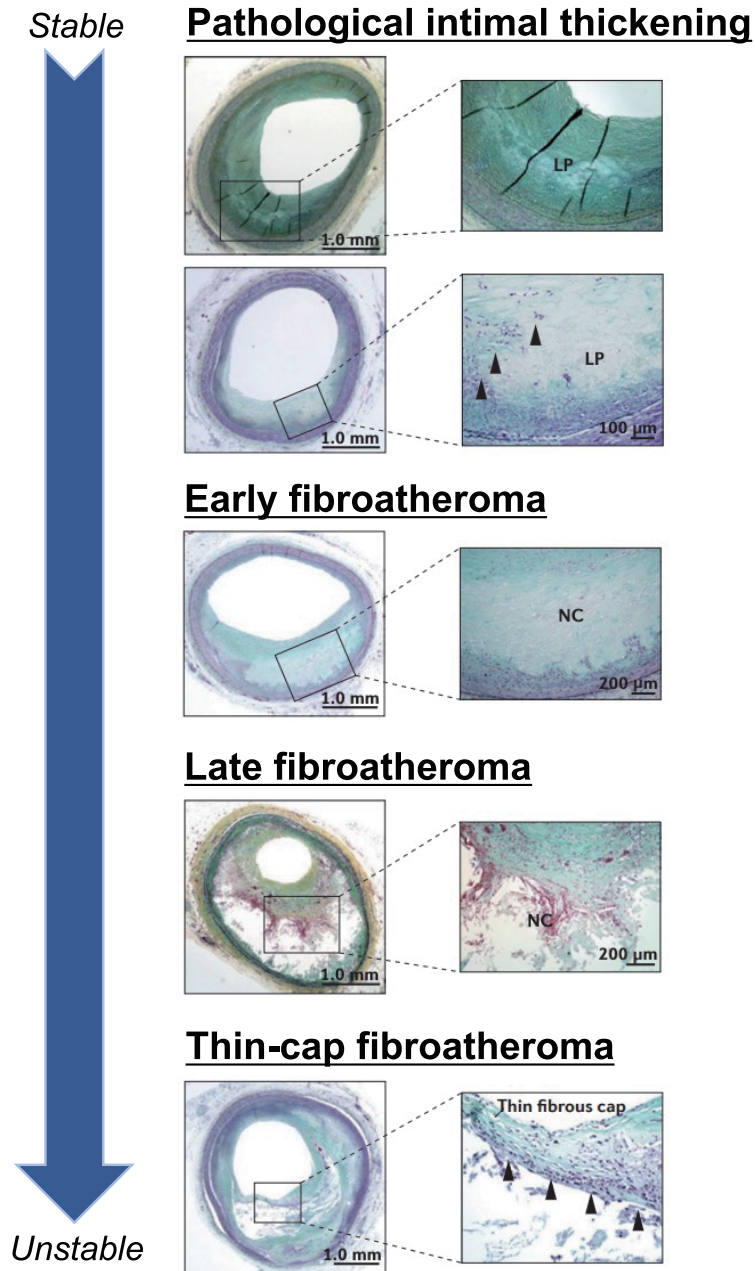 Stable
Pathological intimal thickening
LP
1.0 mm
LP
1.0 mm
100 µm
Early fibroatheroma
NC
1.0 mm
200 µm
Late fibroatheroma
NC
1.0 mm
200 µm
Thin-cap fibroatheroma
Thin fibrous cap
1.0 mm
Unstable